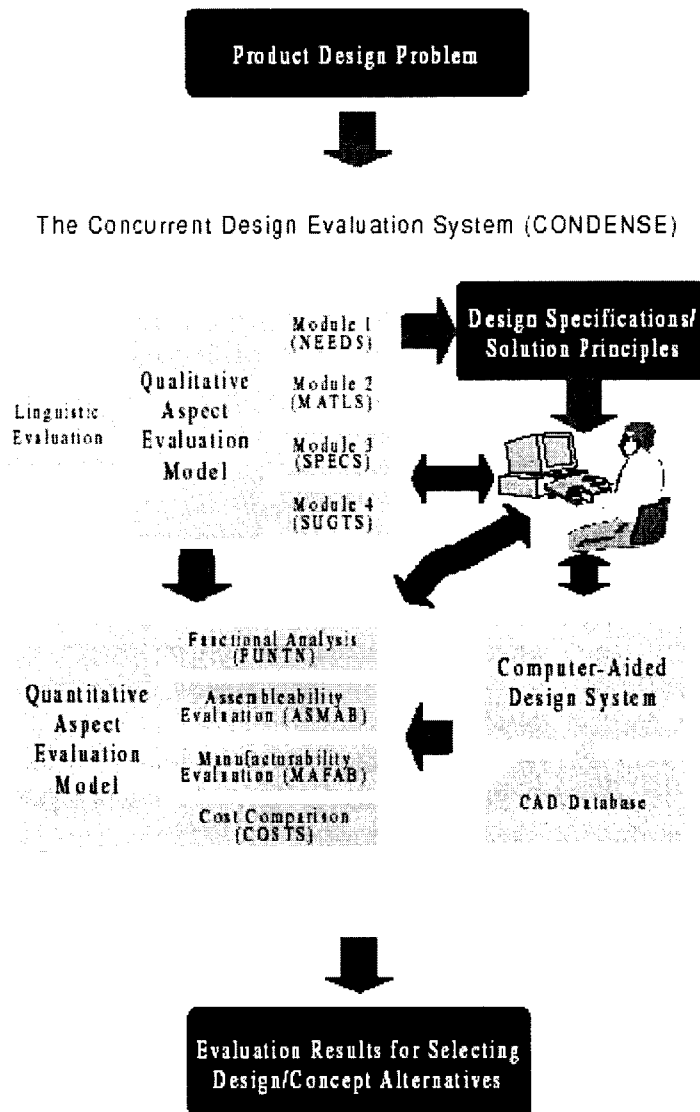 Product Design Problem
The Concurrent Design Evaluation System (CONDENSE)
Linguistic
Evaluation
Qualitative
Aspect
Evaluation
Model
Module 1
(NEEDS)
Module 2
(MATLS)
Module 3
(SPECS)
Module 4
(SUGTS)
Design Specifications/
Solution Principles
Quantitative
Aspect
Evaluation
Model
Functional Analysis
(FUNTN)
Assembleability
Evaluation (ASMAB)
Manufacturability
Evaluation (MAFAB)
Cost Comparison
(COSTS)
Computer-Aided
Design System
CAD Database
Evaluation Results for Selecting
Design/Concept Alternatives